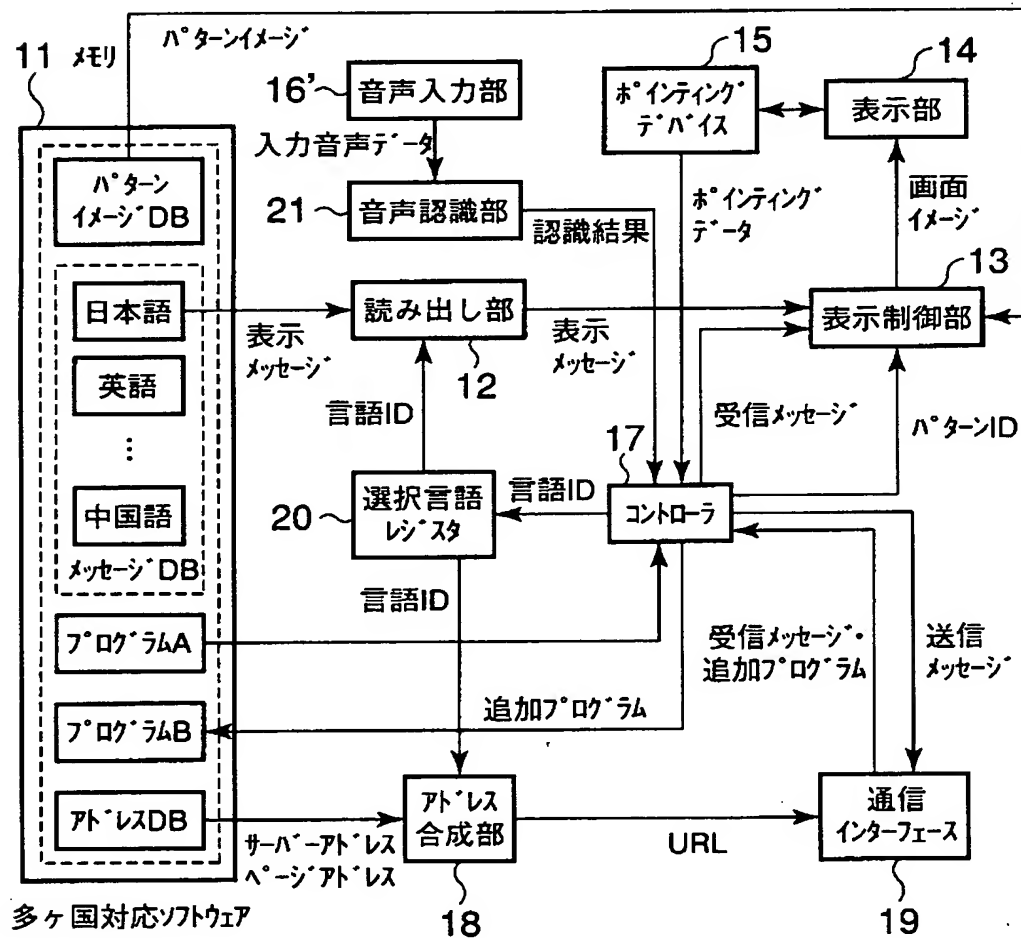 11 メモリ
パターンイメージ
16' 音声入力部
15
ポインティング
デバイス
14
表示部
入力音声データ
パターン
イメージDB
21 音声認識部
認識結果
ポインティング
データ
画面
イメージ
13
日本語
表示
メッセージ
読み出し部
12
表示
メッセージ
表示制御部
英語
…
中国語
メッセージDB
言語ID
受信メッセージ
パターンID
20
選択言語
レジスタ
言語ID
17
コントローラ
言語ID
プログラムA
受信メッセージ・
追加プログラム
送信
メッセージ
追加プログラム
プログラムB
アドレスDB
サーバーアドレス
ページアドレス
アドレス
合成部
18
URL
通信
インターフェース
19
多ヶ国対応ソフトウェア